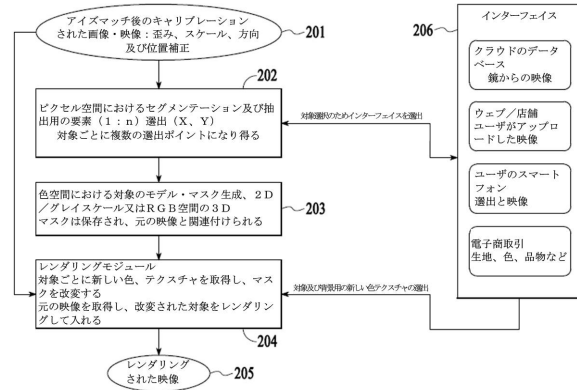 アイズマッチ後のキャリブレーション
された画像・映像：歪み、スケール、方向
及び位置補正
201
202
ピクセル空間におけるセグメンテーション及び抽
出用の要素（１：ｎ）選出（Ｘ、Ｙ）
対象ごとに複数の選出ポイントになり得る
対象選択のためインターフェイスを選出
色空間における対象のモデル・マスク生成、２Ｄ
／グレイスケール又はＲＧＢ空間の３Ｄ
マスクは保存され、元の映像と関連付けられる
203
レンダリングモジュール
対象ごとに新しい色、テクスチャを取得し、マス
クを改変する
元の映像を取得し、改変された対象をレンダリン
グして入れる
204
対象及び背景用の新しい色テクスチャの選出
レンダリング
された映像
205
206
インターフェイス
クラウドのデータ
ベース
鏡からの映像
ウェブ／店舗
ユーザがアップ
ロードした映像
ユーザのスマート
フォン
選出と映像
電子商取引
生地、色、品物など